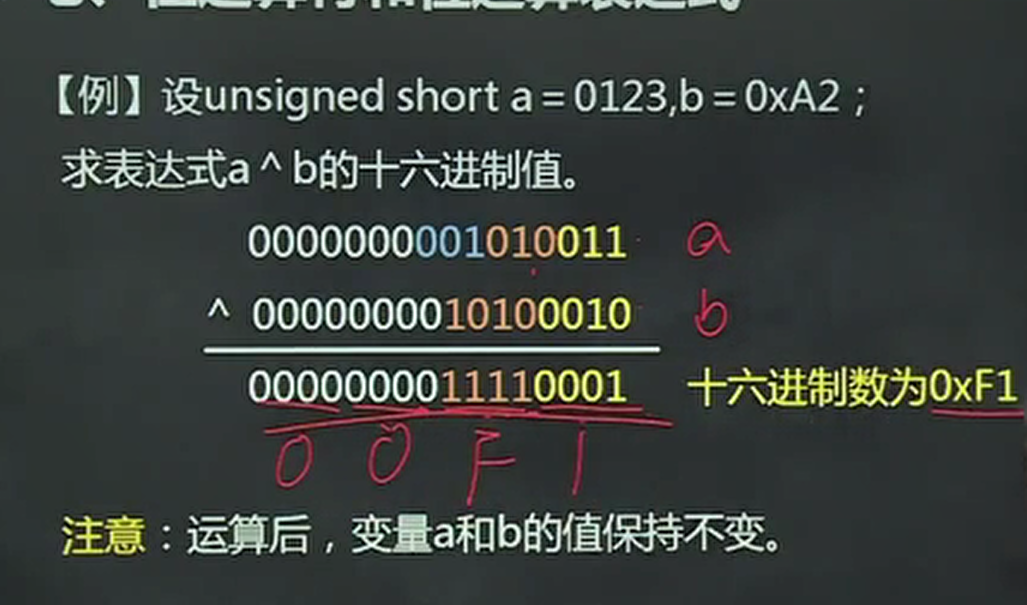 【例】设unsigned short a=0123,b=0xA2；
求表达式a ^ b的十六进制值。
0000000001010011 a
^ 0000000010100010 b
0000000011110001 十六进制数为0xF1
0 0 F 1
注意：运算后，变量a和b的值保持不变。